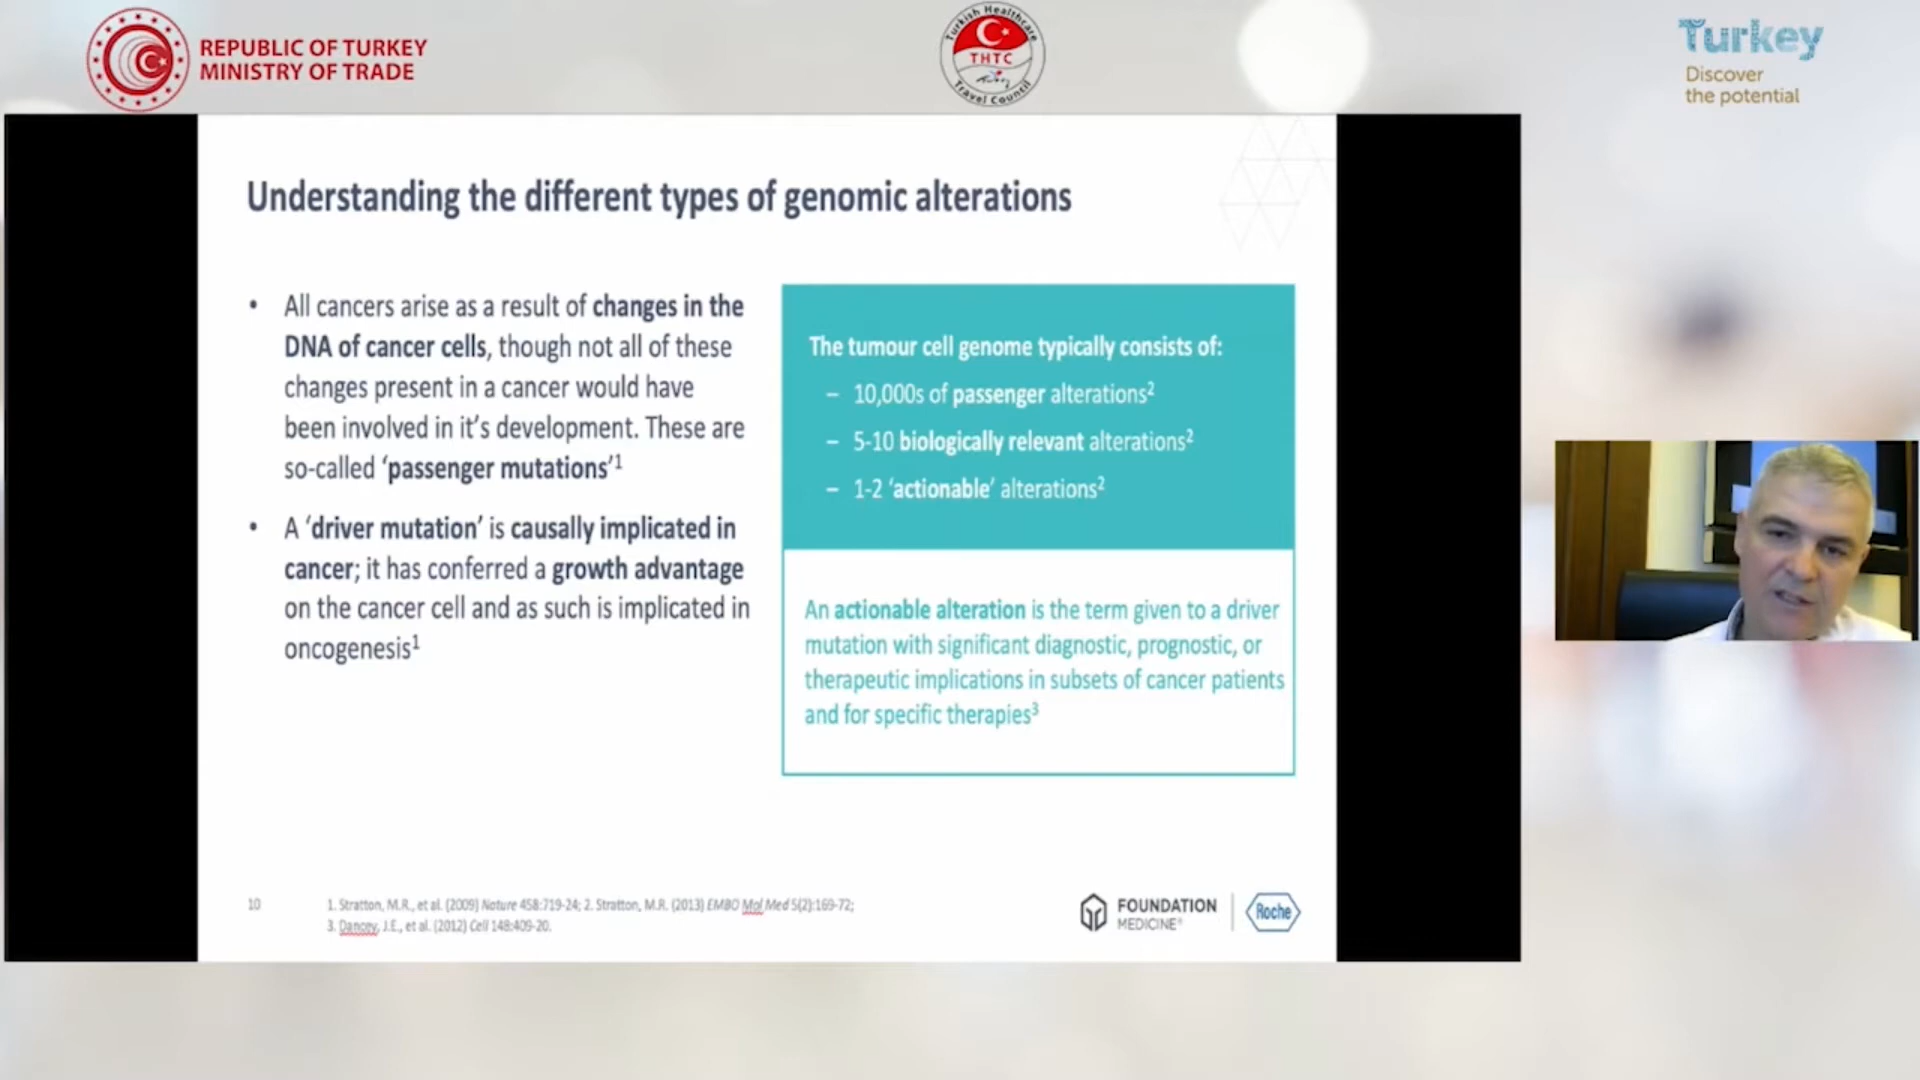 REPUBLIC OF TURKEY
MINISTRY OF TRADE
Turkish Healthcare
THTC
Travel Council
Turkey
Discover
the potential
Understanding the different types of genomic alterations
• All cancers arise as a result of changes in the
DNA of cancer cells, though not all of these
changes present in a cancer would have
been involved in it’s development. These are
so-called ‘passenger mutations’¹
• A ‘driver mutation’ is causally implicated in
cancer; it has conferred a growth advantage
on the cancer cell and as such is implicated in
oncogenesis¹
The tumour cell genome typically consists of:
– 10,000s of passenger alterations²
– 5-10 biologically relevant alterations²
– 1-2 ‘actionable’ alterations²
An actionable alteration is the term given to a driver
mutation with significant diagnostic, prognostic, or
therapeutic implications in subsets of cancer patients
and for specific therapies³
10
1. Stratton, M.R., et al. (2009) Nature 458:719-24; 2. Stratton, M.R. (2013) EMBO Mol Med 5(2):169-72;
3. Dancey, J.E., et al. (2012) Cell 148:409-20.
FOUNDATION
MEDICINE®
Roche